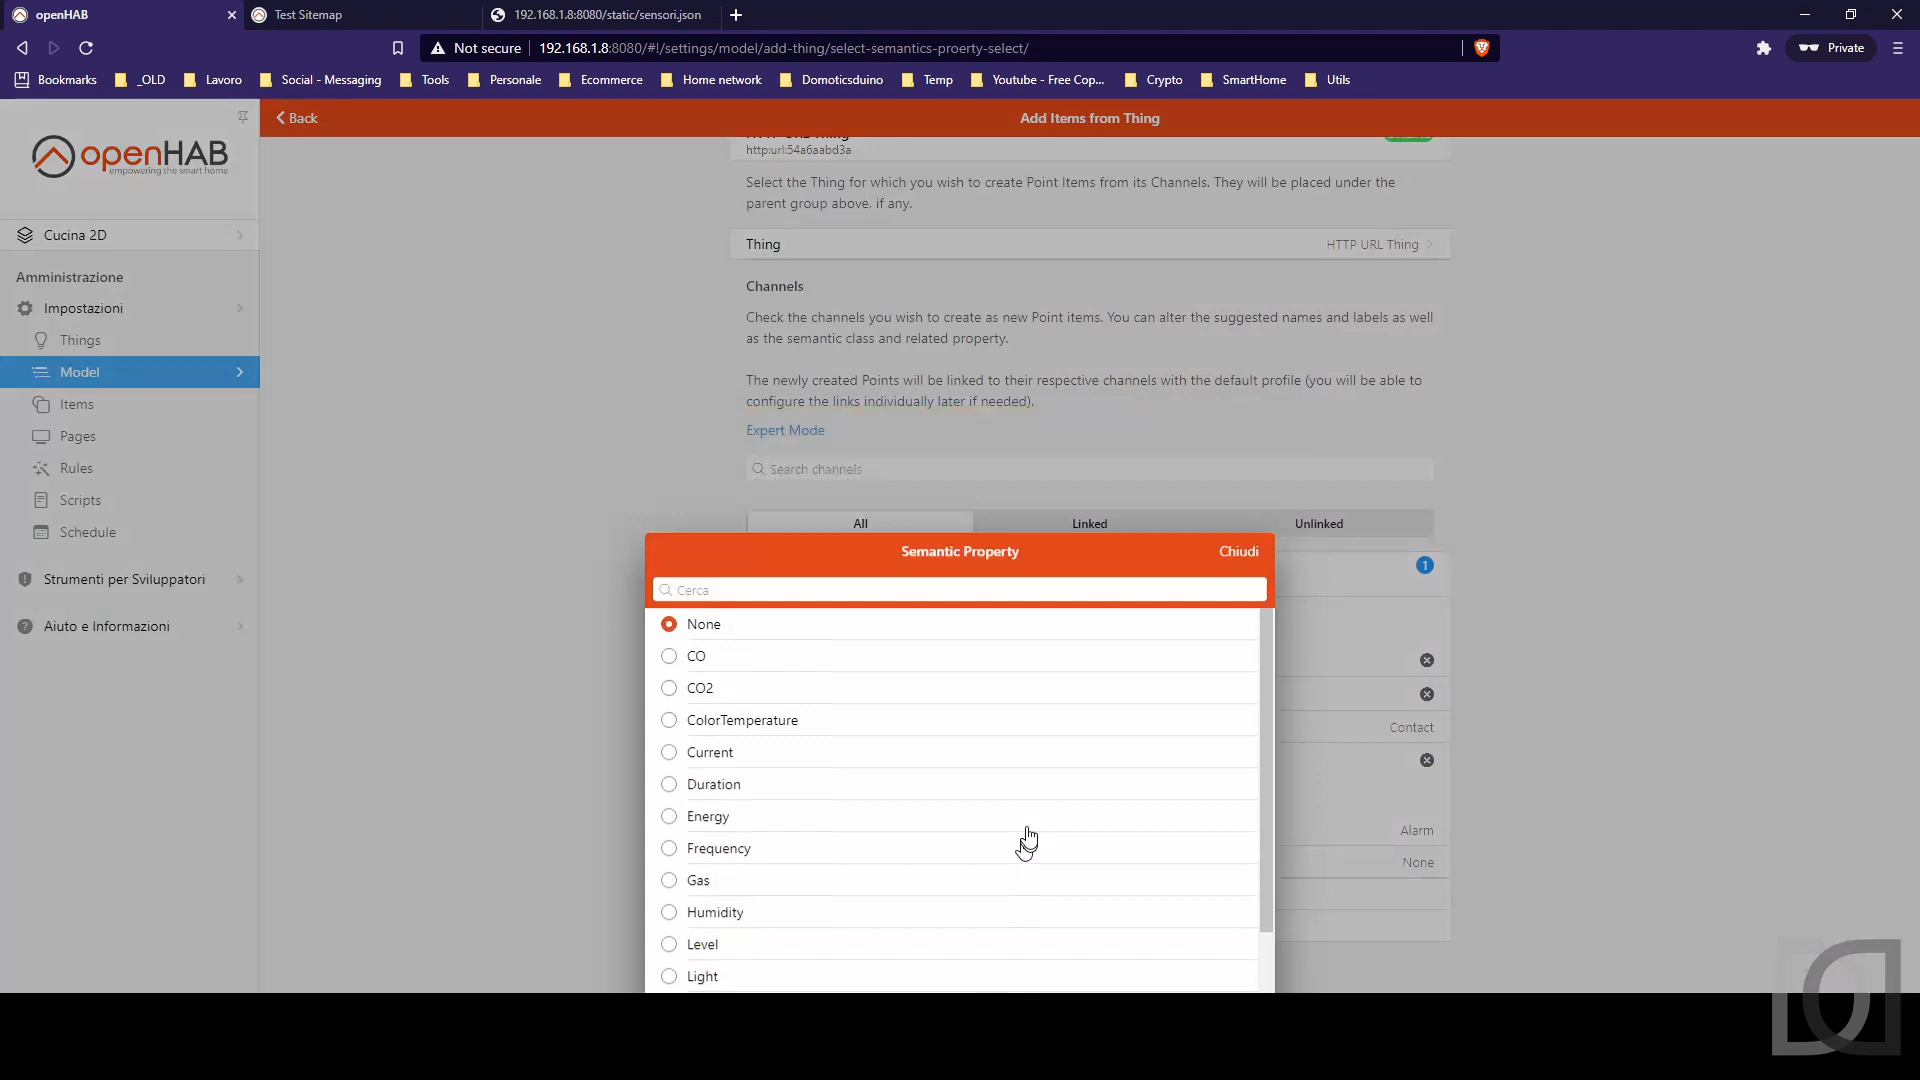 openHAB
Test Sitemap
192.168.1.8:8080/static/sensori.json
Not secure
192.168.1.8:8080/#!/settings/model/add-thing/select-semantics-proerty-select/
Private
Bookmarks
_OLD
Lavoro
Social - Messaging
Tools
Personale
Ecommerce
Home network
Domoticsduino
Temp
Youtube - Free Cop...
Crypto
SmartHome
Utils
openHAB
empowering the smart home
Cucina 2D
Amministrazione
Impostazioni
Things
Model
Items
Pages
Rules
Scripts
Schedule
Strumenti per Sviluppatori
Aiuto e Informazioni
Back
Add Items from Thing
HTTP URL Thing
http:url:54a6aabd3a
Select the Thing for which you wish to create Point Items from its Channels. They will be placed under the
parent group above, if any.
Thing
HTTP URL Thing
Channels
Check the channels you wish to create as new Point items. You can alter the suggested names and labels as well
as the semantic class and related property.
The newly created Points will be linked to their respective channels with the default profile (you will be able to
configure the links individually later if needed).
Expert Mode
Search channels
All
Linked
Unlinked
1
Contact
Alarm
None
Semantic Property
Chiudi
Cerca
None
CO
CO2
ColorTemperature
Current
Duration
Energy
Frequency
Gas
Humidity
Level
Light